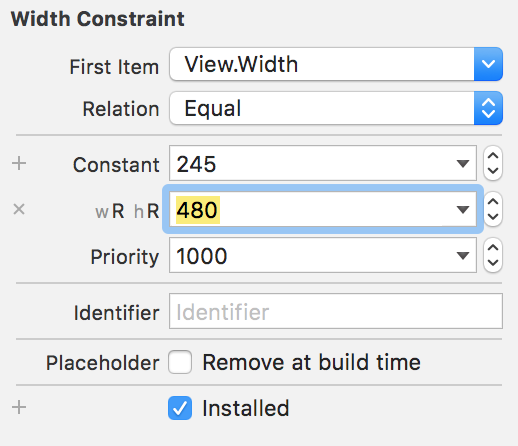 Width Constraint
First Item View.Width
Relation Equal
+ Constant 245
× wR hR 480
Priority 1000
Identifier Identifier
Placeholder Remove at build time
+ Installed